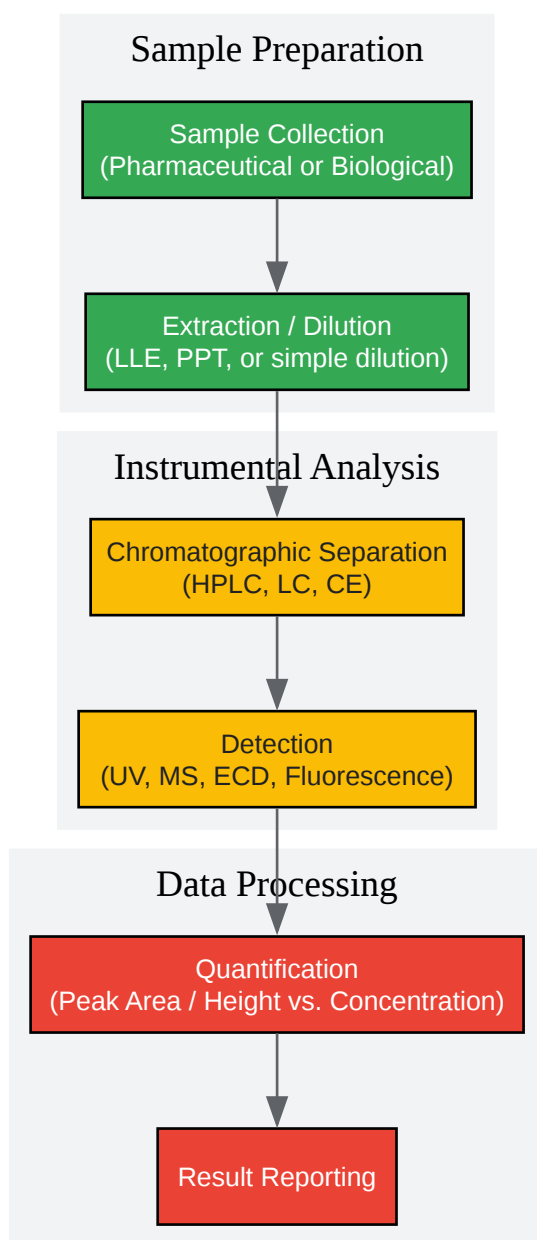 Sample Preparation
Sample Collection
(Pharmaceutical or Biological)
Extraction / Dilution
(LLE, PPT, or simple dilution)
Instrumental Analysis
Chromatographic Separation
(HPLC, LC, CE)
Detection
(UV, MS, ECD, Fluorescence)
Data Processing
Quantification
(Peak Area / Height vs. Concentration)
Result Reporting